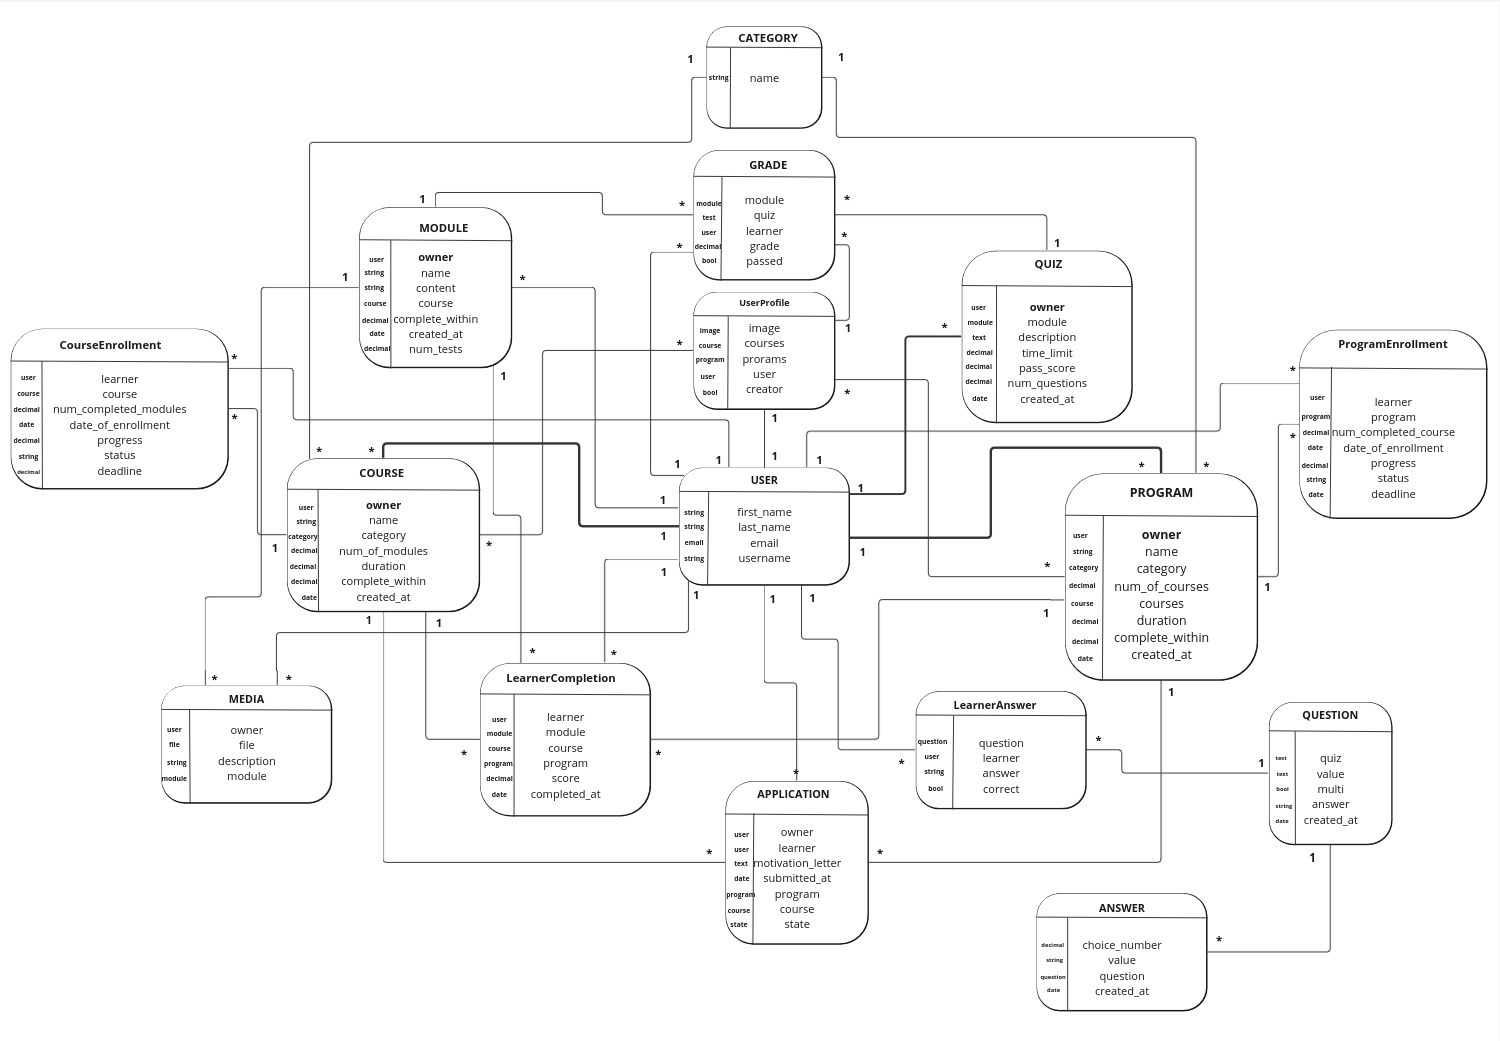 CATEGORY
1
1
string name
GRADE
1
*
*
module module
test quiz
user learner
decimal grade
bool passed
*
*
MODULE
user owner
string name
string content
course course
decimal complete_within
date created_at
decimal num_tests
1
*
1
QUIZ
1
user owner
module module
text description
decimal time_limit
decimal pass_score
decimal num_questions
date created_at
*
UserProfile
image image
course courses
program prorams
user user
bool creator
1
*
*
1
CourseEnrollment
user learner
course course
decimal num_completed_modules
date date_of_enrollment
decimal progress
string status
decimal deadline
*
*
ProgramEnrollment
user learner
program program
decimal num_completed_course
date date_of_enrollment
decimal progress
string status
date deadline
*
*
COURSE
*
*
user owner
string name
category category
decimal num_of_modules
decimal duration
decimal complete_within
date created_at
1
*
1
1
USER
1
1
1
1
1
string first_name
string last_name
email email
string username
1
1
1
1
1
1
1
1
PROGRAM
*
*
user owner
string name
category category
decimal num_of_courses
course courses
decimal duration
decimal complete_within
date created_at
*
1
1
1
MEDIA
*
*
user owner
file file
string description
module module
LearnerCompletion
*
*
user learner
module module
course course
program program
decimal score
date completed_at
*
*
LearnerAnswer
question question
user learner
string answer
bool correct
*
*
QUESTION
text quiz
text value
bool multi
string answer
date created_at
1
1
APPLICATION
*
user owner
user learner
text motivation_letter
date submitted_at
program program
course course
state state
*
*
ANSWER
decimal choice_number
string value
question question
date created_at
*